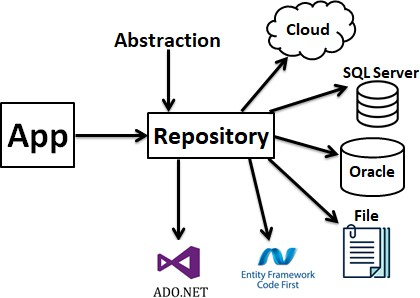 Cloud
Abstraction
SQL Server
App
Repository
Oracle
File
ADO.NET
Entity Framework
Code First